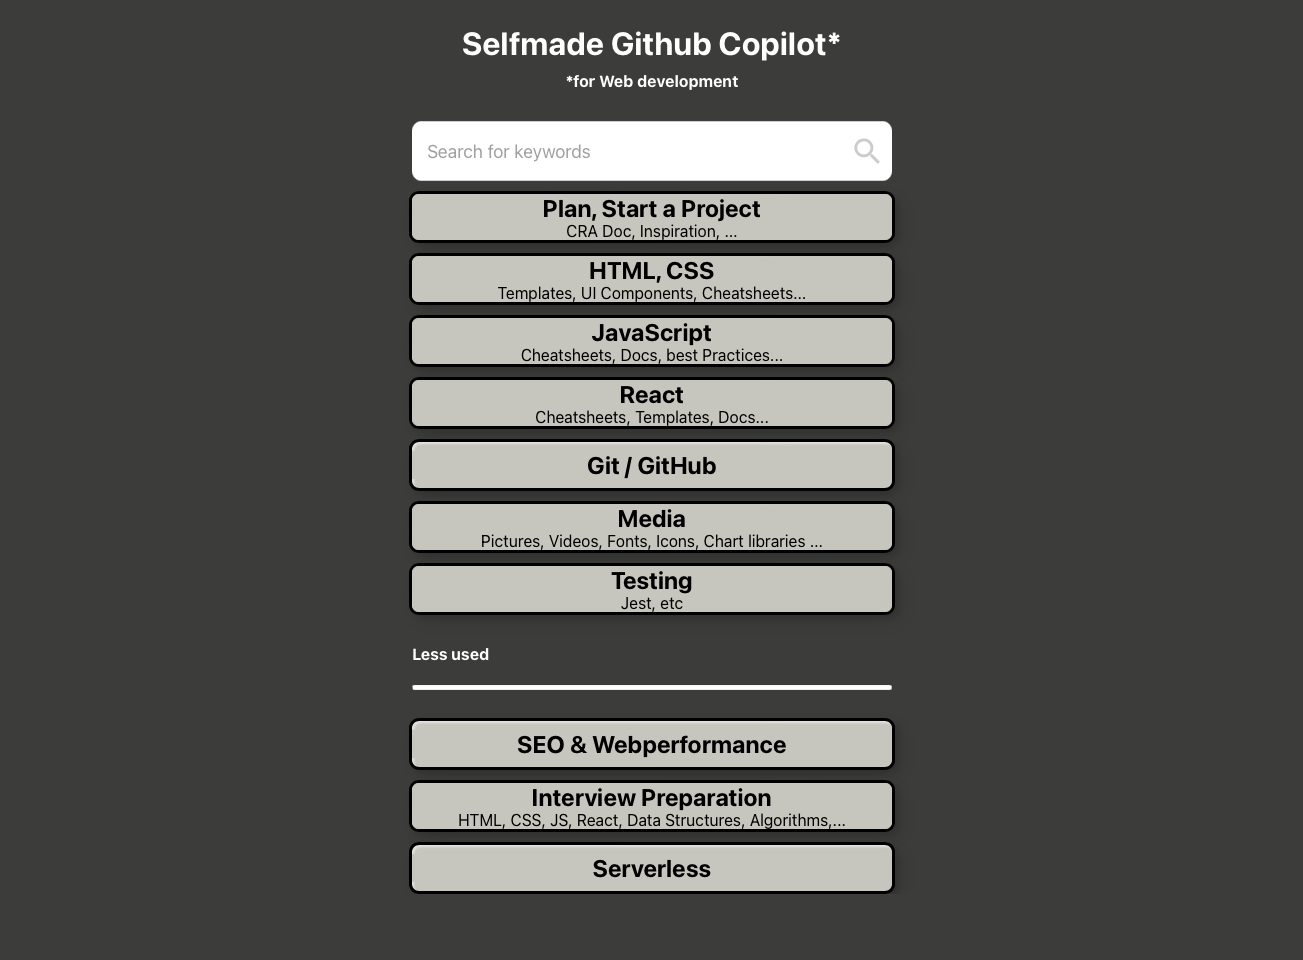 Selfmade Github Copilot*
*for Web development
Search for keywords
Plan, Start a Project
CRA Doc, Inspiration, ...
HTML, CSS
Templates, UI Components, Cheatsheets...
JavaScript
Cheatsheets, Docs, best Practices...
React
Cheatsheets, Templates, Docs...
Git / GitHub
Media
Pictures, Videos, Fonts, Icons, Chart libraries ...
Testing
Jest, etc
Less used
SEO & Webperformance
Interview Preparation
HTML, CSS, JS, React, Data Structures, Algorithms,...
Serverless